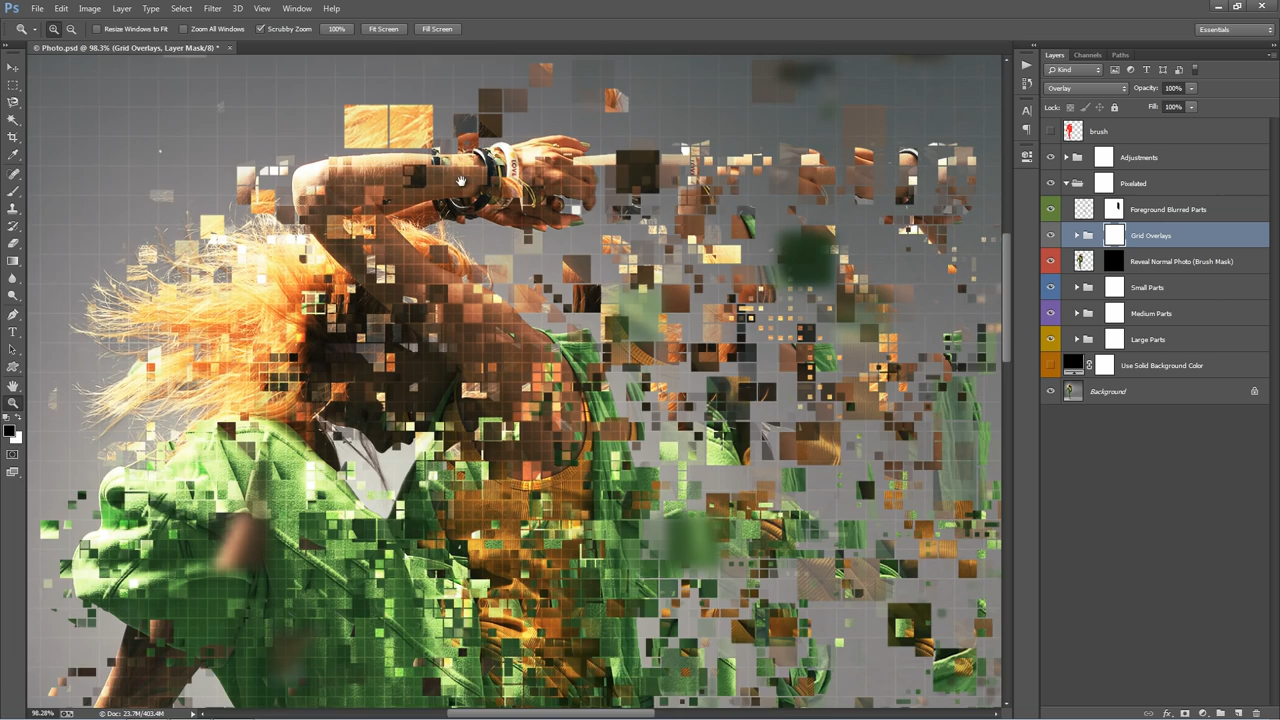 Ps File Edit Image Layer Type Select Filter 3D View Window Help
Resize Windows to Fit Zoom All Windows Scrubby Zoom 100% Fit Screen Fill Screen Essentials
© Photo.psd @ 98.3% (Grid Overlays, Layer Mask/8) * ×
Layers Channels Paths
Kind
Overlay Opacity: 100%
Lock: Fill: 100%
brush
Adjustments
Pixelated
Foreground Blurred Parts
Grid Overlays
Reveal Normal Photo (Brush Mask)
Small Parts
Medium Parts
Large Parts
Use Solid Background Color
Background
LOVE
98.28% © Doc: 23.7M/403.4M